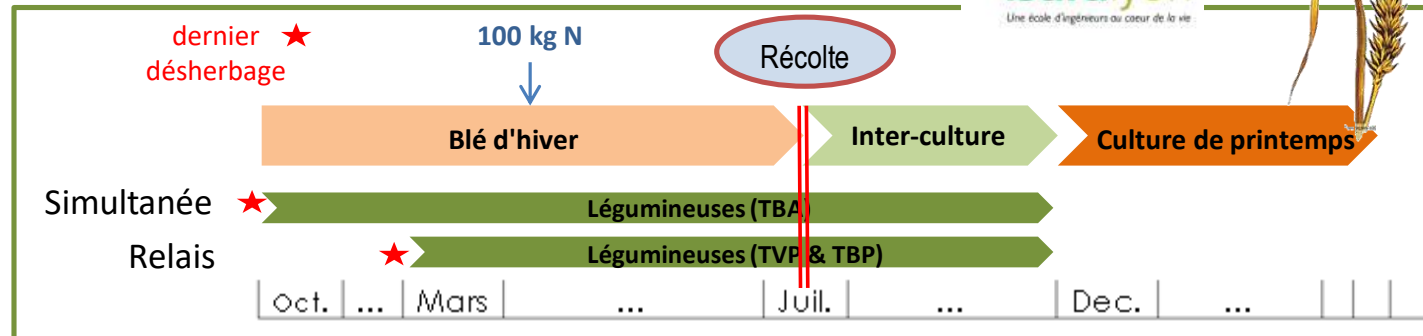 Une école d'ingénieurs au coeur de la vie
dernier
désherbage
100 kg N
Récolte
Blé d'hiver
Inter-culture
Culture de printemps
Simultanée
Légumineuses (TBA)
Relais
Légumineuses (TVP & TBP)
Oct. ... Mars ... Juil. ... Dec. ...